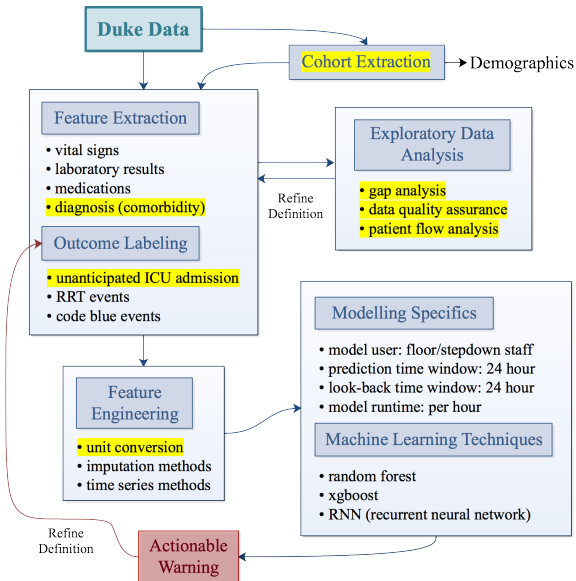 Duke Data
Cohort Extraction
Demographics
Feature Extraction
• vital signs
• laboratory results
• medications
• diagnosis (comorbidity)
Outcome Labeling
• unanticipated ICU admission
• RRT events
• code blue events
Exploratory Data
Analysis
• gap analysis
• data quality assurance
• patient flow analysis
Refine
Definition
Feature
Engineering
• unit conversion
• imputation methods
• time series methods
Modelling Specifics
• model user: floor/stepdown staff
• prediction time window: 24 hour
• look-back time window: 24 hour
• model runtime: per hour
Machine Learning Techniques
• random forest
• xgboost
• RNN (recurrent neural network)
Refine
Definition
Actionable
Warning